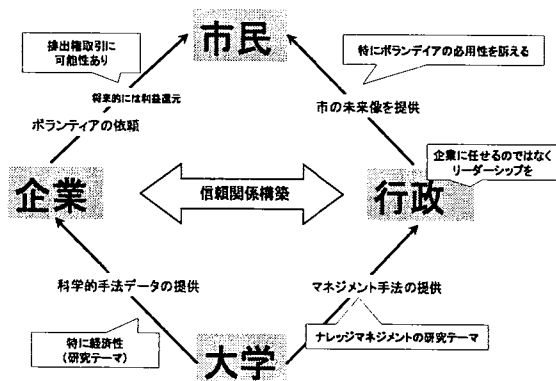 市民
排出権取引に
可能性あり
特にボランデイアの必用性を訴える
将来的には利益還元
ボランティアの依頼
市の未来像を提供
企業に任せるのではなく
リーダーシップを
企業
信頼関係構築
行政
科学的手法データの提供
マネジメント手法の提供
特に経済性
(研究テーマ)
ナレッジマネジメントの研究テーマ
大学